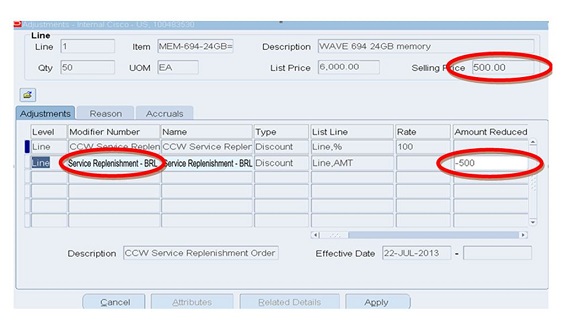 Adjustments - Internal Cisco - US,
Line
Line 1 Item MEM-694-24GB= Description WAVE 694 24GB memory
Qty 50 UOM EA List Price 6,000.00 Selling Price 500.00
Adjustments Reason Accruals
Level Modifier Number Name Type List Line Rate Amount Reduced
Line CCW Service Replen CCW Service Repler Discount Line,% 100
Line Service Replenishment - BRL Service Replenishment - BRL Discount Line,AMT -500
Description CCW Service Replenishment Order Effective Date 22-JUL-2013 -
Cancel Attributes Related Details Apply